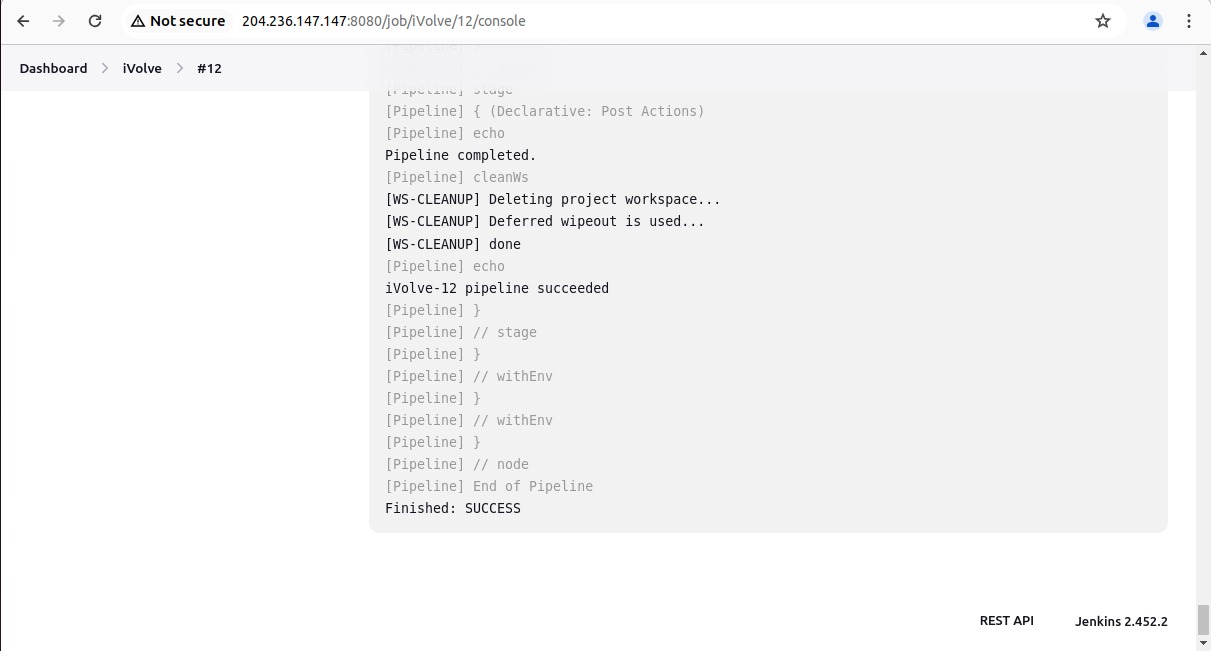 Not secure 204.236.147.147:8080/job/iVolve/12/console
Dashboard iVolve #12
[Pipeline] }
[Pipeline] stage
[Pipeline] { (Declarative: Post Actions)
[Pipeline] echo
Pipeline completed.
[Pipeline] cleanWs
[WS-CLEANUP] Deleting project workspace...
[WS-CLEANUP] Deferred wipeout is used...
[WS-CLEANUP] done
[Pipeline] echo
iVolve-12 pipeline succeeded
[Pipeline] }
[Pipeline] // stage
[Pipeline] }
[Pipeline] // withEnv
[Pipeline] }
[Pipeline] // withEnv
[Pipeline] }
[Pipeline] // node
[Pipeline] End of Pipeline
Finished: SUCCESS
REST API Jenkins 2.452.2